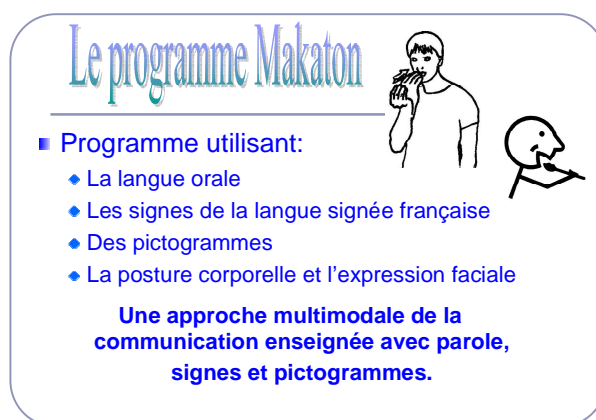 Le programme Makaton
Programme utilisant:
La langue orale
Les signes de la langue signée française
Des pictogrammes
La posture corporelle et l'expression faciale
Une approche multimodale de la
communication enseignée avec parole,
signes et pictogrammes.